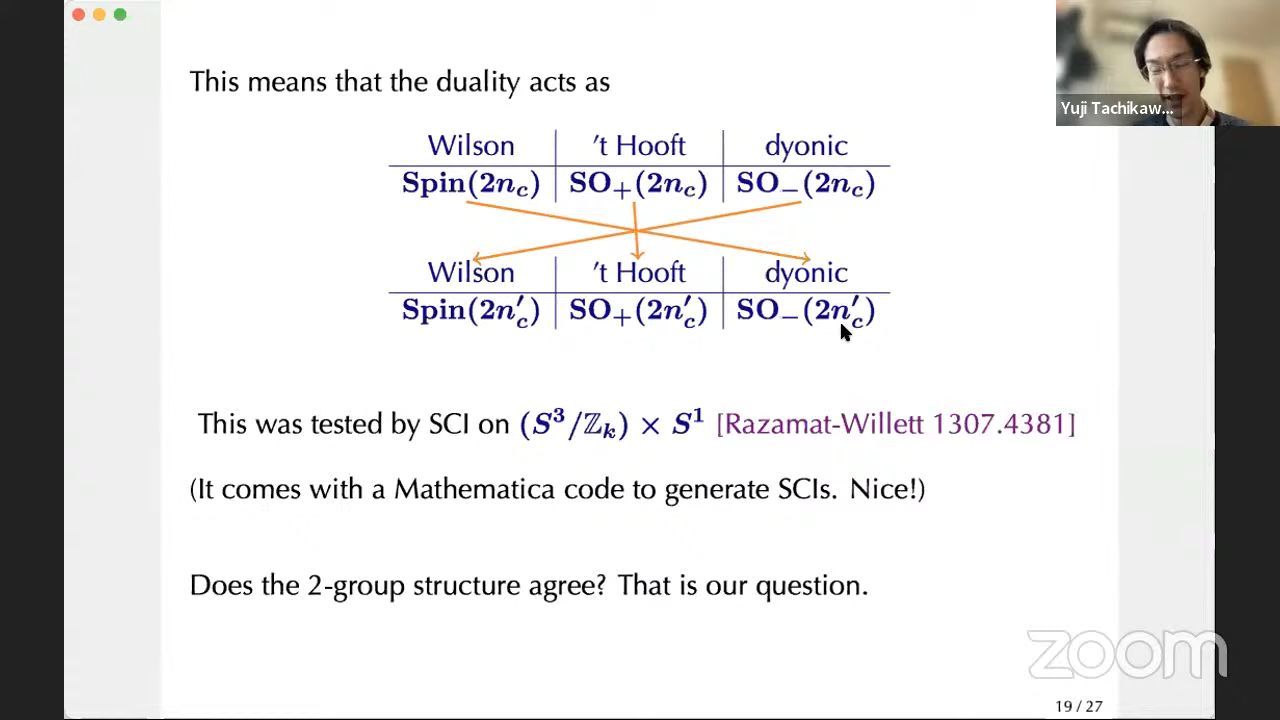 This means that the duality acts as
Yuji Tachikaw...
Wilson 't Hooft dyonic
Spin(2n_c) SO_+(2n_c) SO_−(2n_c)
Wilson 't Hooft dyonic
Spin(2n'_c) SO_+(2n'_c) SO_−(2n'_c)
This was tested by SCI on (S^3/ℤ_k) × S^1 [Razamat-Willett 1307.4381]
(It comes with a Mathematica code to generate SCIs. Nice!)
Does the 2-group structure agree? That is our question.
zoom
19 / 27